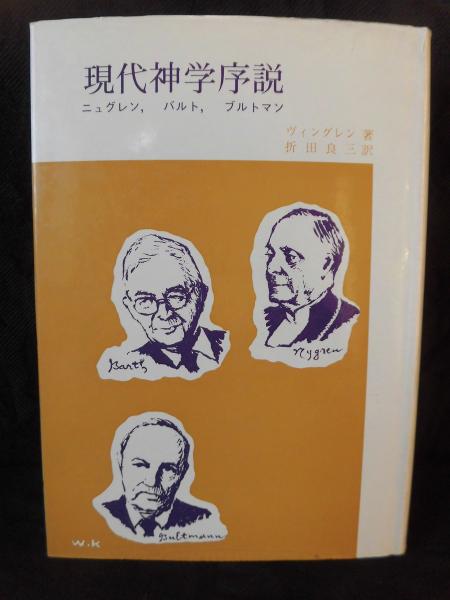 現代神学序説
ニュグレン, バルト, ブルトマン
ヴィングレン 著
折田良三訳
Nygren
Barth
Bultmann
W.K